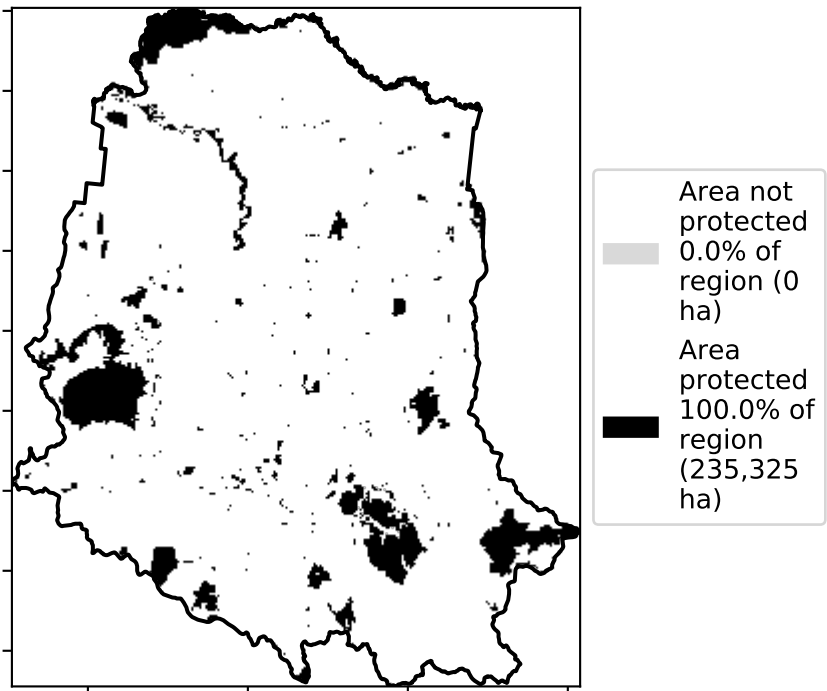 Area not
protected
0.0% of
region (0
ha)
Area
protected
100.0% of
region
(235,325
ha)